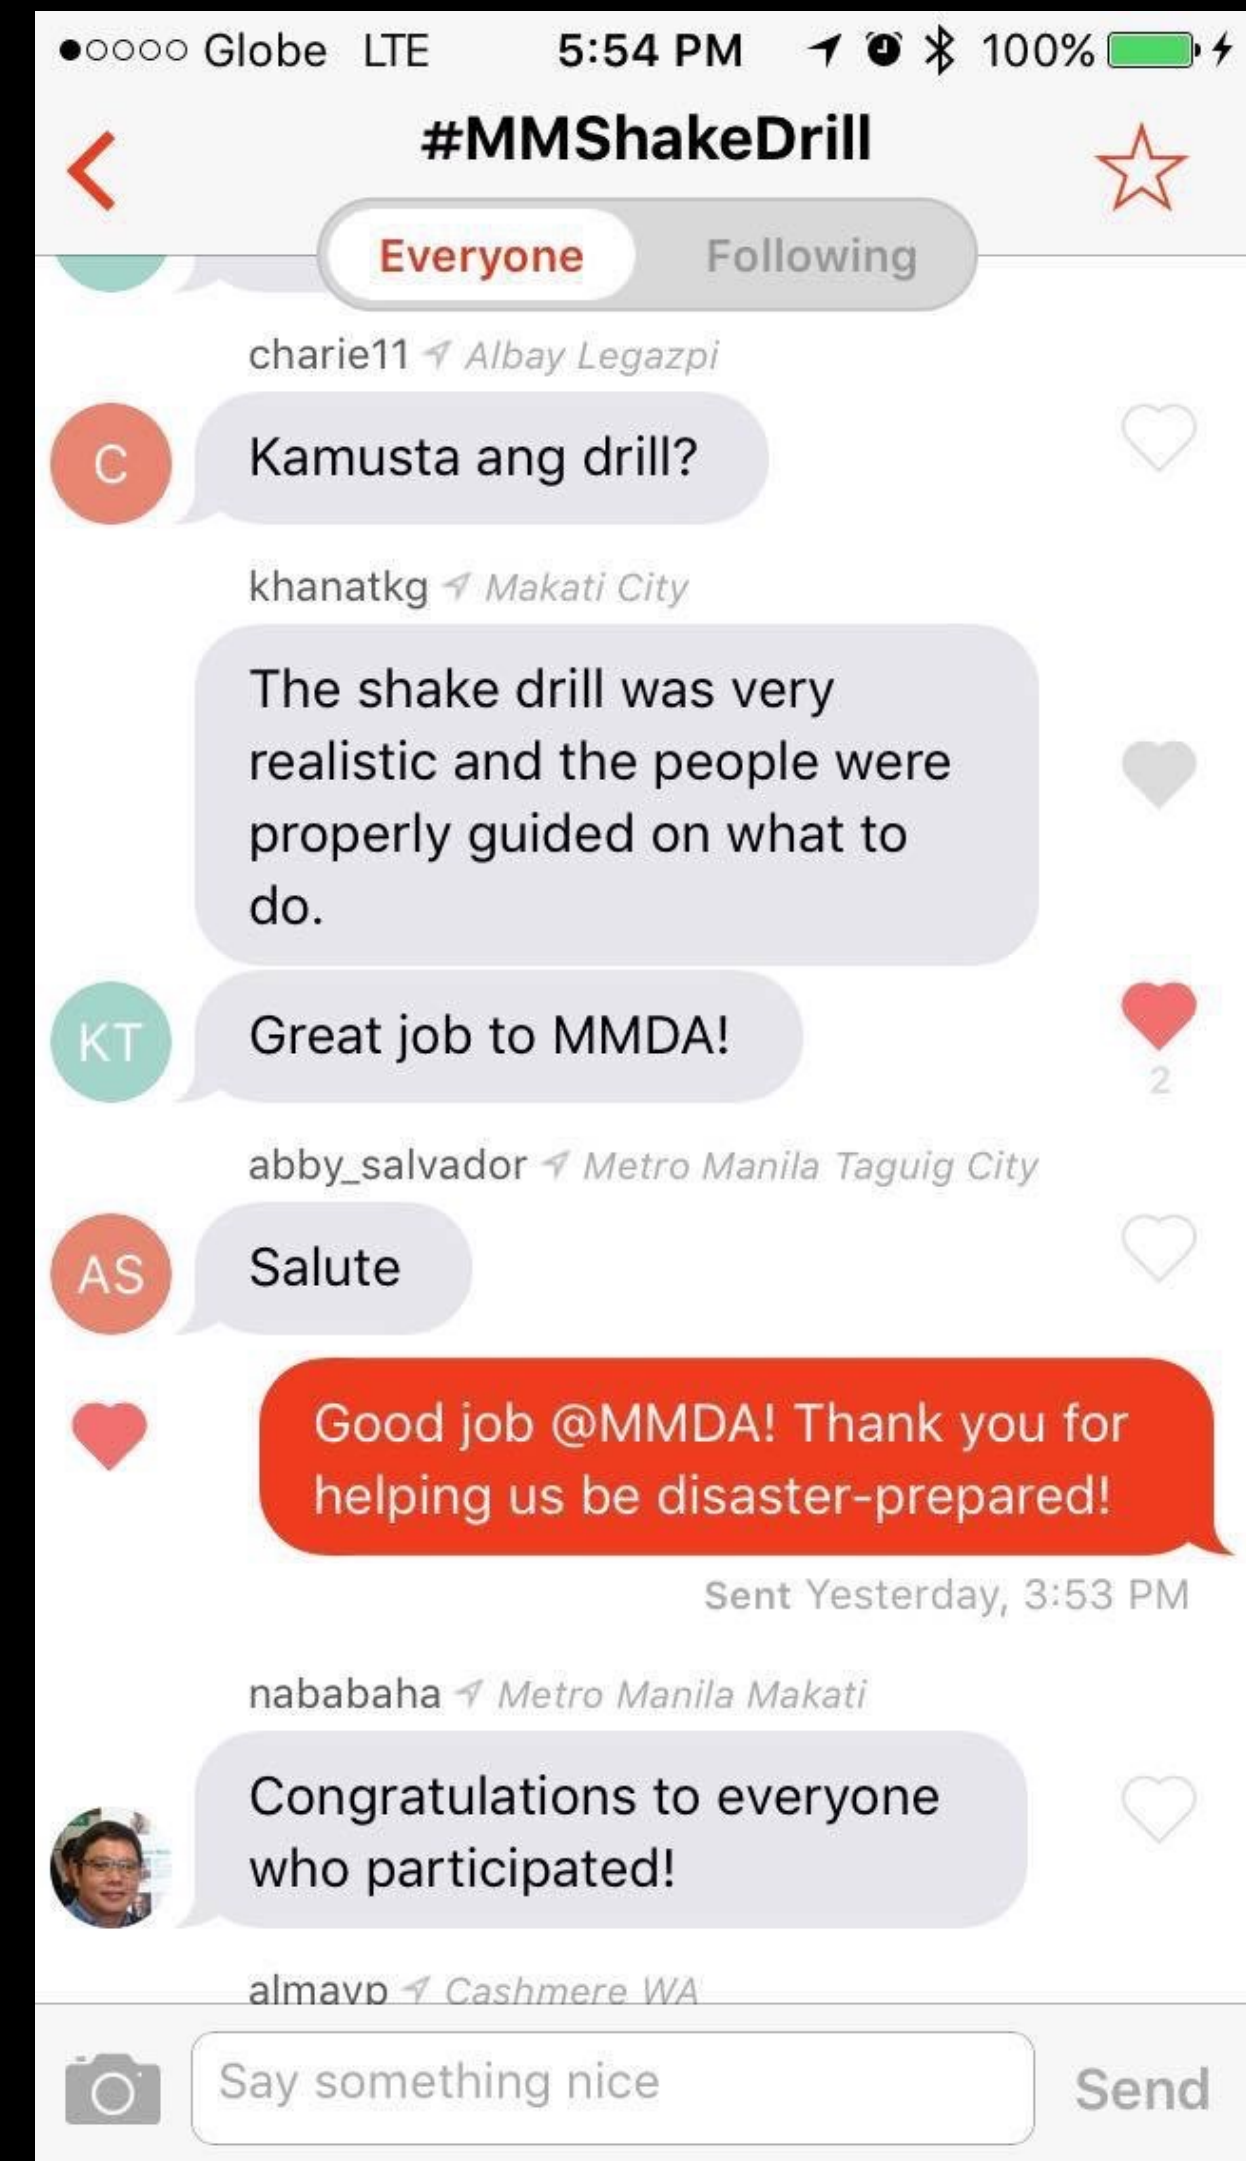 Globe LTE 5:54 PM 100%
#MMShakeDrill
Everyone Following
charie11 Albay Legazpi
C
Kamusta ang drill?
khanatkg Makati City
The shake drill was very
realistic and the people were
properly guided on what to
do.
KT
Great job to MMDA!
2
abby_salvador Metro Manila Taguig City
AS
Salute
Good job @MMDA! Thank you for
helping us be disaster-prepared!
Sent Yesterday, 3:53 PM
nababaha Metro Manila Makati
Congratulations to everyone
who participated!
almayp Cashmere WA
Say something nice Send